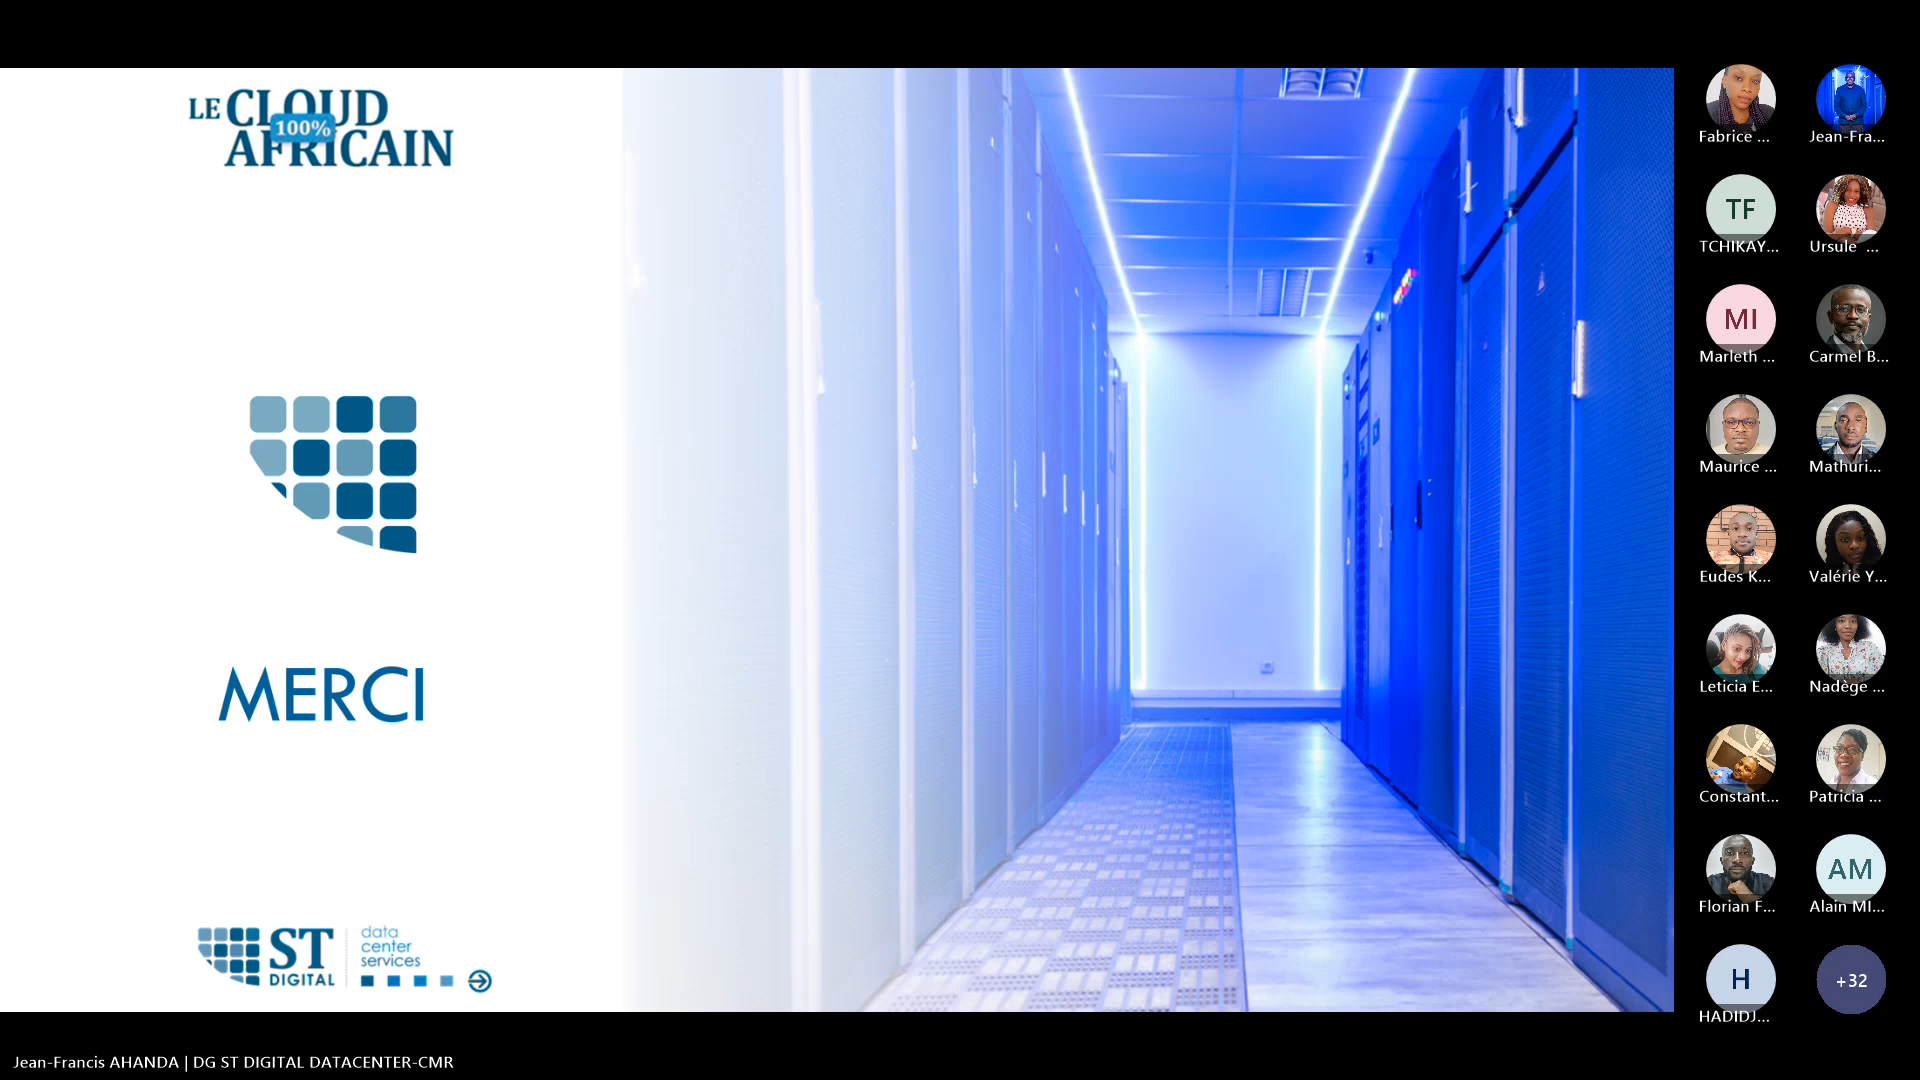 LE CLOUD
100%
AFRICAIN
MERCI
ST
DIGITAL
data
center
services
Fabrice ...
Jean-Fra...
TF
TCHIKAY...
Ursule ...
MI
Marleth ...
Carmel B...
Maurice ...
Mathuri...
Eudes K...
Valérie Y...
Leticia E...
Nadège ...
Constant...
Patricia ...
Florian F...
AM
Alain MI...
H
HADIDJ...
+32
Jean-Francis AHANDA | DG ST DIGITAL DATACENTER-CMR